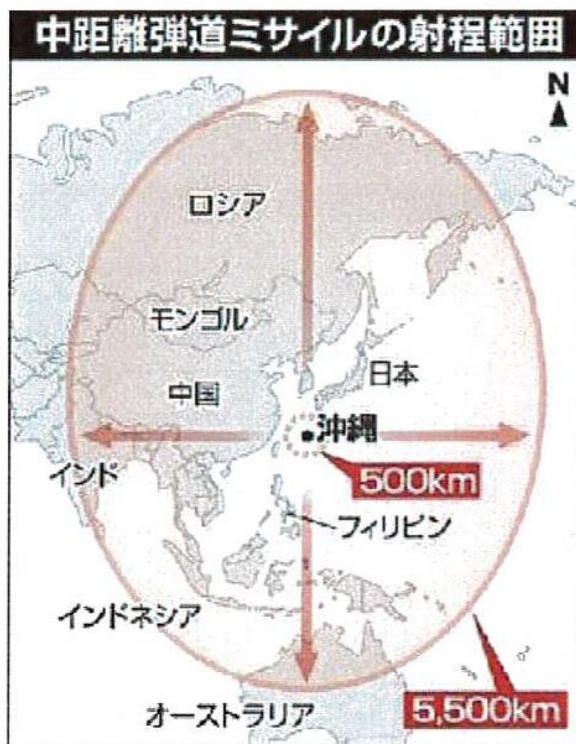 中距離弾道ミサイルの射程範囲
N
ロシア
モンゴル
中国
日本
沖縄
500km
インド
フィリピン
インドネシア
オーストラリア
5,500km